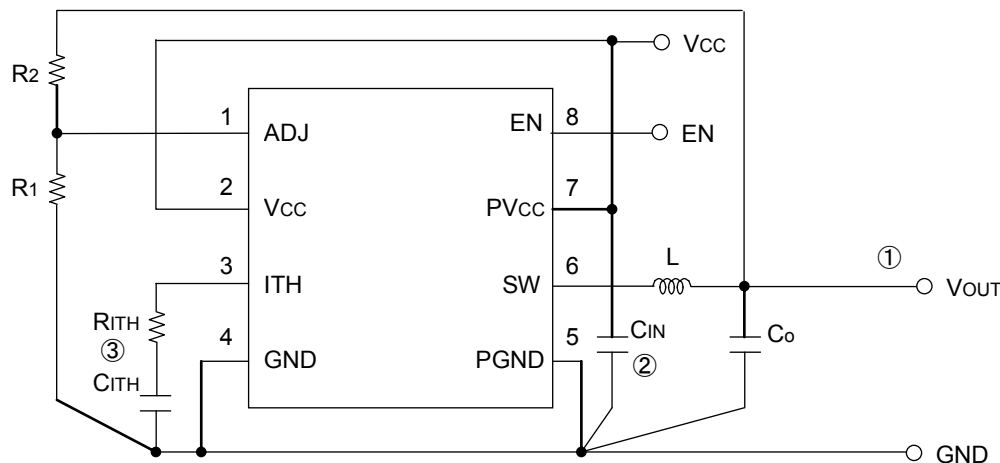 R2
R1
1
ADJ
2
VCC
3
ITH
4
GND
EN
8
PVCC
7
SW
6
PGND
5
VCC
EN
L
①
VOUT
CIN
②
Co
RITH
③
CITH
GND